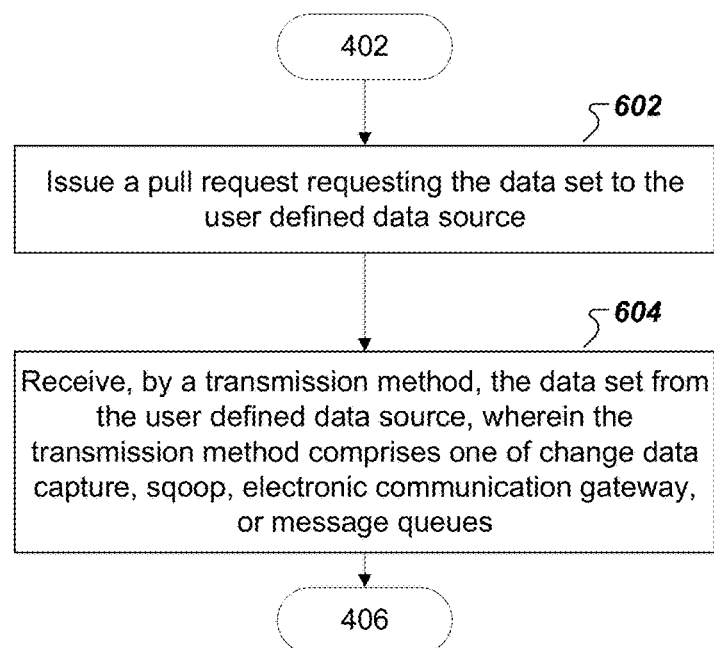 402
602
Issue a pull request requesting the data set to the
user defined data source
604
Receive, by a transmission method, the data set from
the user defined data source, wherein the
transmission method comprises one of change data
capture, sqoop, electronic communication gateway,
or message queues
406